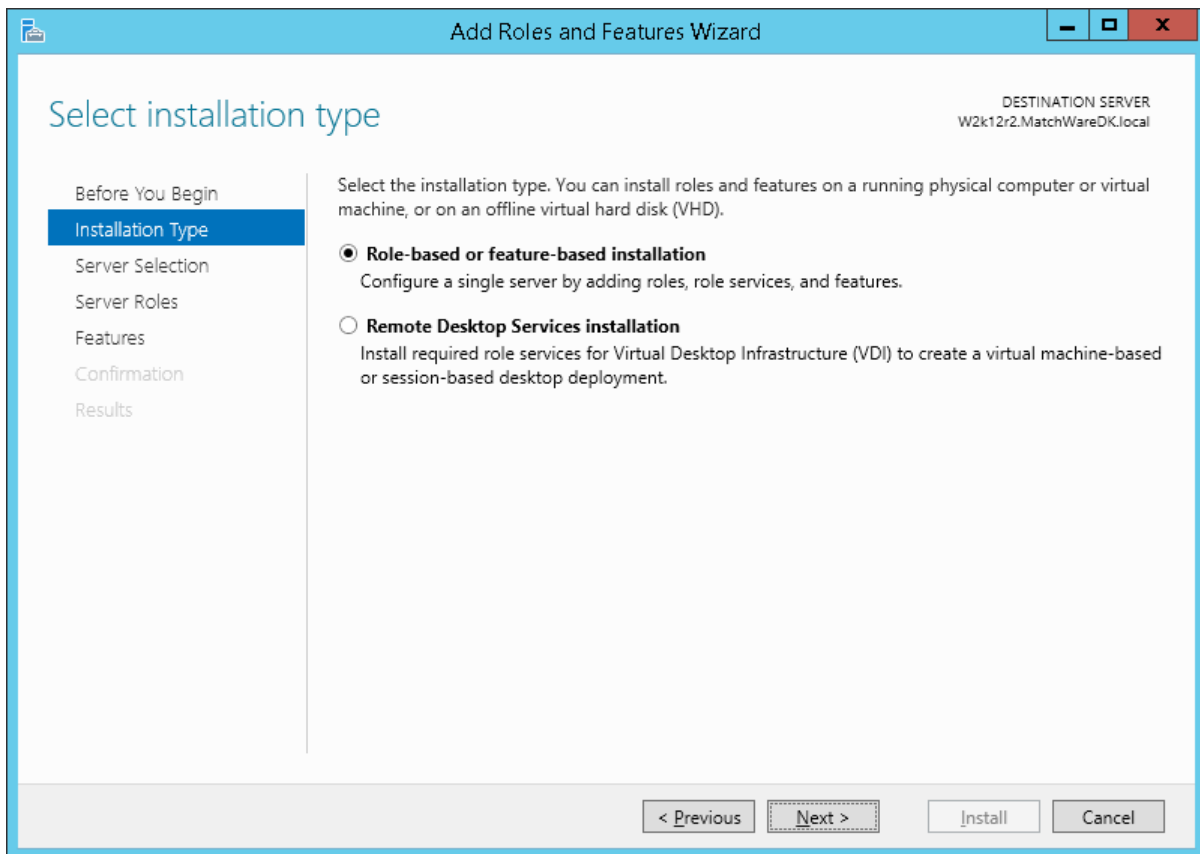 Add Roles and Features Wizard
Select installation type
DESTINATION SERVER
W2k12r2.MatchWareDK.local
Before You Begin
Installation Type
Server Selection
Server Roles
Features
Confirmation
Results
Select the installation type. You can install roles and features on a running physical computer or virtual
machine, or on an offline virtual hard disk (VHD).
Role-based or feature-based installation
Configure a single server by adding roles, role services, and features.
Remote Desktop Services installation
Install required role services for Virtual Desktop Infrastructure (VDI) to create a virtual machine-based
or session-based desktop deployment.
< Previous
Next >
Install
Cancel